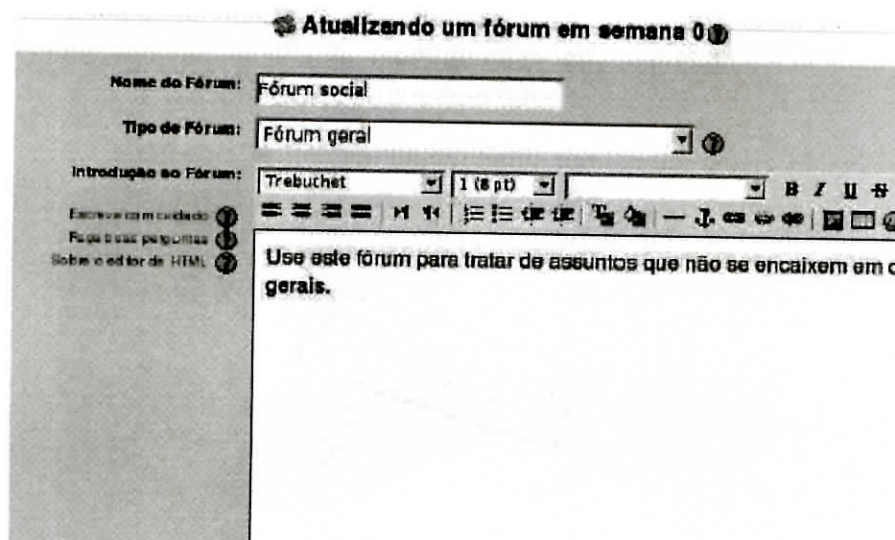 Atualizando um fórum em semana 0
Nome do Fórum: Fórum social
Tipo de Fórum: Fórum geral
Introdução ao Fórum: Trebuchet 1 (8 pt) B I U S
Escreva com cuidado
Faça boas perguntas
Sobre o editor de HTML
Use este fórum para tratar de assuntos que não se encaixem em
gerais.